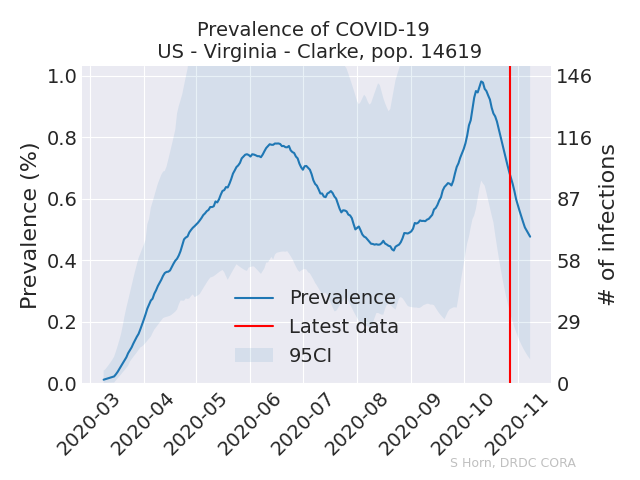 Prevalence of COVID-19
US - Virginia - Clarke, pop. 14619
1.0
0.8
0.6
0.4
0.2
0.0
Prevalence (%)
146
116
87
58
29
0
# of infections
Prevalence
Latest data
95CI
2020-03
2020-04
2020-05
2020-06
2020-07
2020-08
2020-09
2020-10
2020-11
S Horn, DRDC CORA